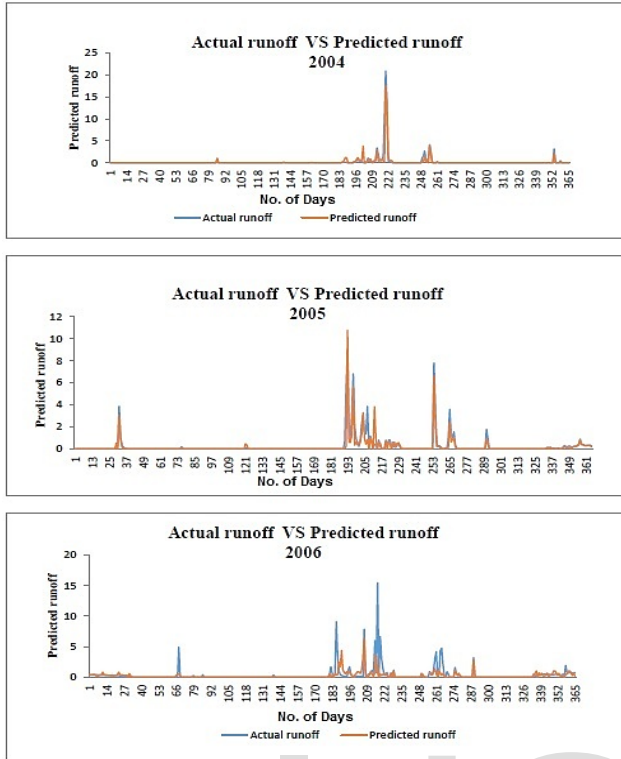 Actual runoff VS Predicted runoff
2004
Predicted runoff
25
20
15
10
5
0
1 14 27 40 53 66 79 92 105 118 131 144 157 170 183 196 209 222 235 248 261 274 287 300 313 326 339 352 365
No. of Days
Actual runoff Predicted runoff
Actual runoff VS Predicted runoff
2005
Predicted runoff
12
10
8
6
4
2
0
1 13 25 37 49 61 73 85 97 109 121 133 145 157 169 181 193 205 217 229 241 253 265 277 289 301 313 325 337 349 361
No. of Days
Actual runoff VS Predicted runoff
2006
Predicted runoff
20
15
10
5
0
1 14 27 40 53 66 79 92 105 118 131 144 157 170 183 196 209 222 235 248 261 274 287 300 313 326 339 352 365
No. of Days
Actual runoff Predicted runoff